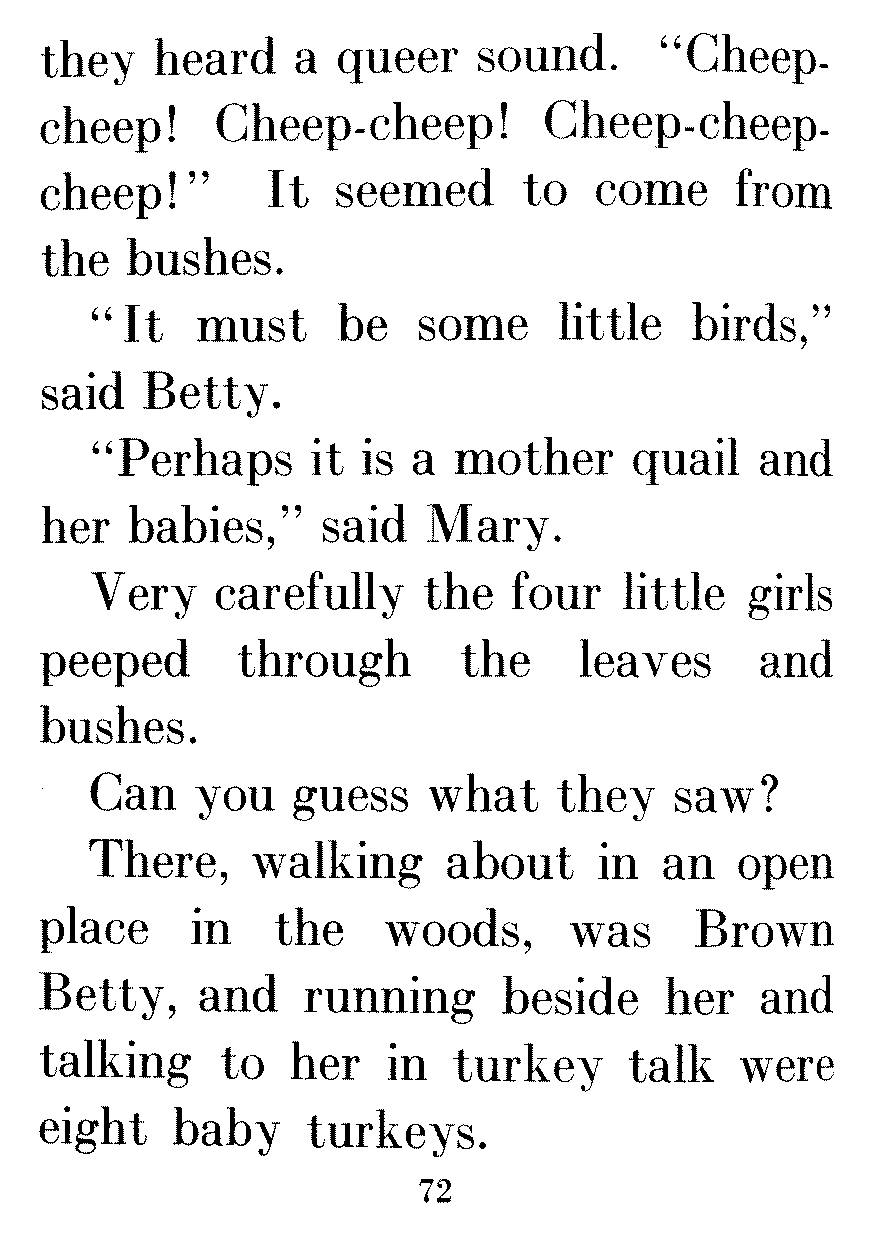 they heard a queer sound. “Cheep-
cheep! Cheep-cheep! Cheep-cheep-
cheep!” It seemed to come from
the bushes.
“It must be some little birds,”
said Betty.
“Perhaps it is a mother quail and
her babies,” said Mary.
Very carefully the four little girls
peeped through the leaves and
bushes.
Can you guess what they saw?
There, walking about in an open
place in the woods, was Brown
Betty, and running beside her and
talking to her in turkey talk were
eight baby turkeys.
72